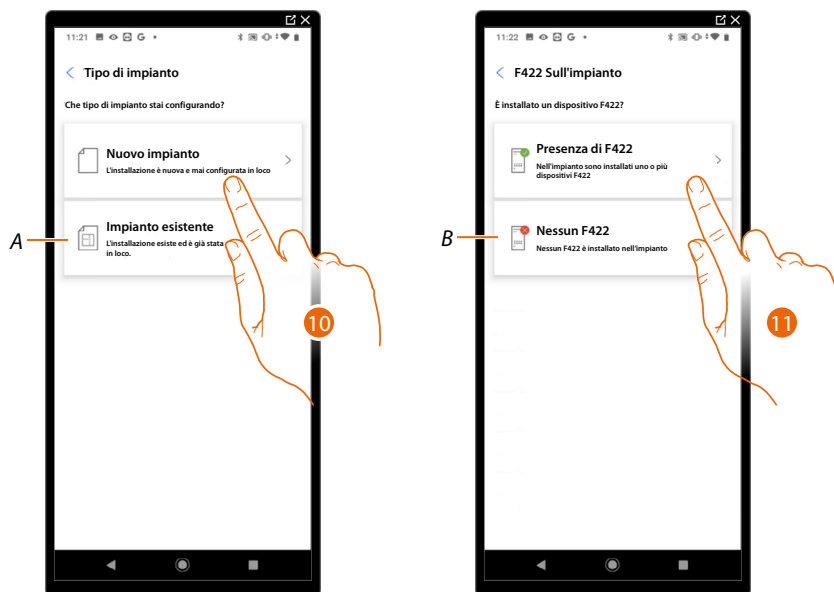 11:21 G
Tipo di impianto
Che tipo di impianto stai configurando?
Nuovo impianto
L'installazione è nuova e mai configurata in loco
A
Impianto esistente
L'installazione esiste ed è già stata
in loco.
10
11:22 G
F422 Sull'impianto
È installato un dispositivo F422?
Presenza di F422
Nell'impianto sono installati uno o più
dispositivi F422
B
Nessun F422
Nessun F422 è installato nell'impianto
11